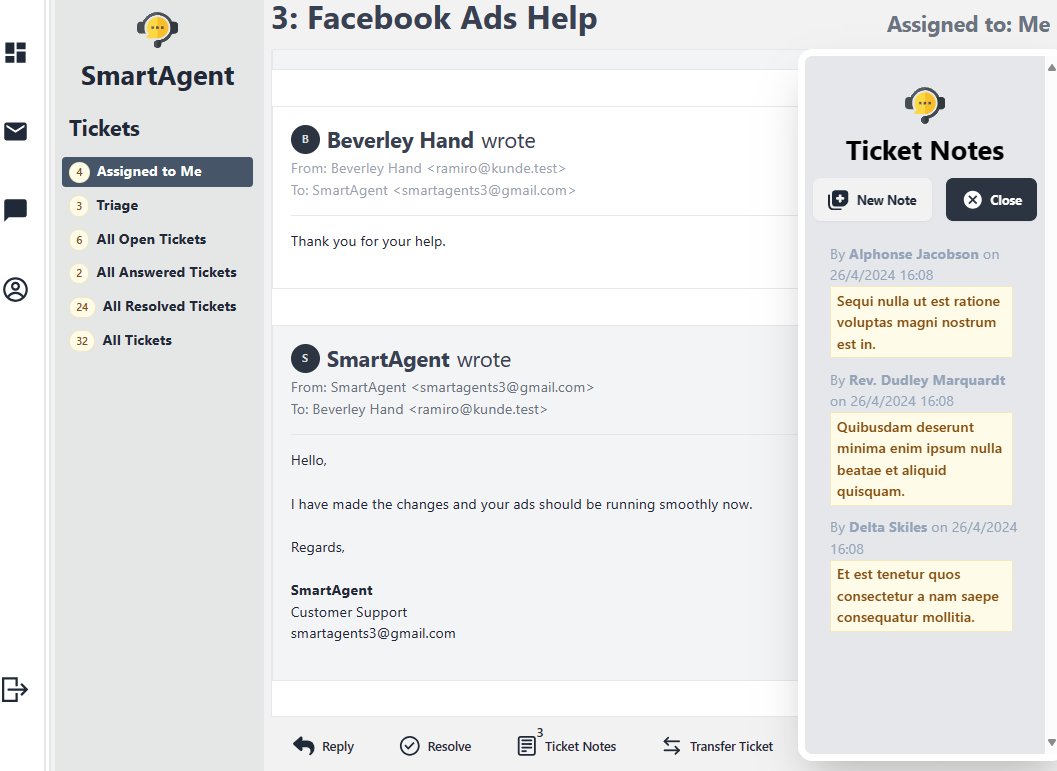 SmartAgent
Tickets
4 Assigned to Me
3 Triage
6 All Open Tickets
2 All Answered Tickets
24 All Resolved Tickets
32 All Tickets
3: Facebook Ads Help
Assigned to: Me
B Beverley Hand wrote
From: Beverley Hand <ramiro@kunde.test>
To: SmartAgent <smartagents3@gmail.com>
Thank you for your help.
S SmartAgent wrote
From: SmartAgent <smartagents3@gmail.com>
To: Beverley Hand <ramiro@kunde.test>
Hello,
I have made the changes and your ads should be running smoothly now.
Regards,
SmartAgent
Customer Support
smartagents3@gmail.com
Reply
Resolve
3 Ticket Notes
Transfer Ticket
Ticket Notes
New Note
Close
By Alphonse Jacobson on
26/4/2024 16:08
Sequi nulla ut est ratione
voluptas magni nostrum
est in.
By Rev. Dudley Marquardt
on 26/4/2024 16:08
Quibusdam deserunt
minima enim ipsum nulla
beatae et aliquid
quisquam.
By Delta Skiles on 26/4/2024
16:08
Et est tenetur quos
consectetur a nam saepe
consequatur mollitia.